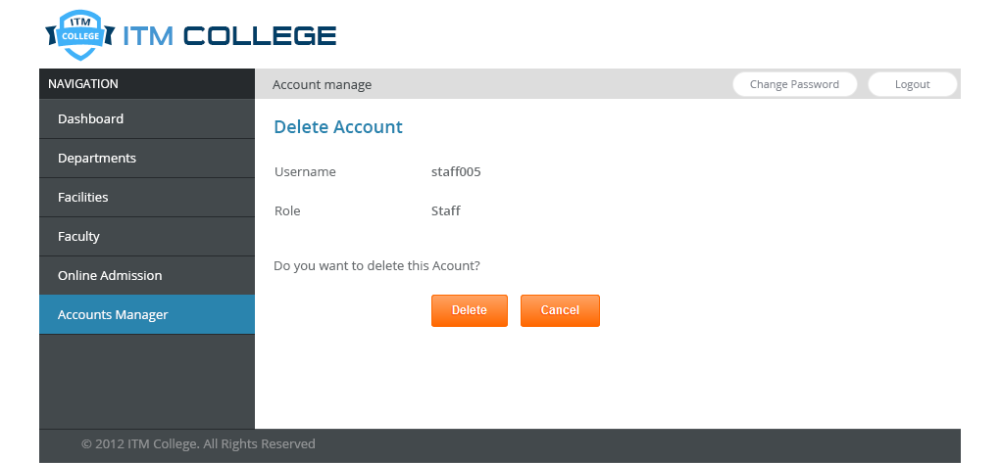 ITM
COLLEGE
ITM COLLEGE
NAVIGATION
Account manage
Change Password
Logout
Dashboard
Departments
Facilities
Faculty
Online Admission
Accounts Manager
Delete Account
Username staff005
Role Staff
Do you want to delete this Acount?
Delete Cancel
© 2012 ITM College. All Rights Reserved